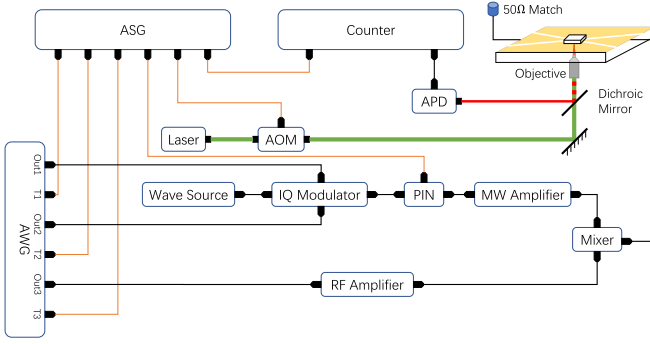 50Ω Match
ASG
Counter
Objective
APD
Dichroic
Mirror
Laser
AOM
Out1
T1
Out2
T2
Out3
T3
AWG
Wave Source
IQ Modulator
PIN
MW Amplifier
Mixer
RF Amplifier